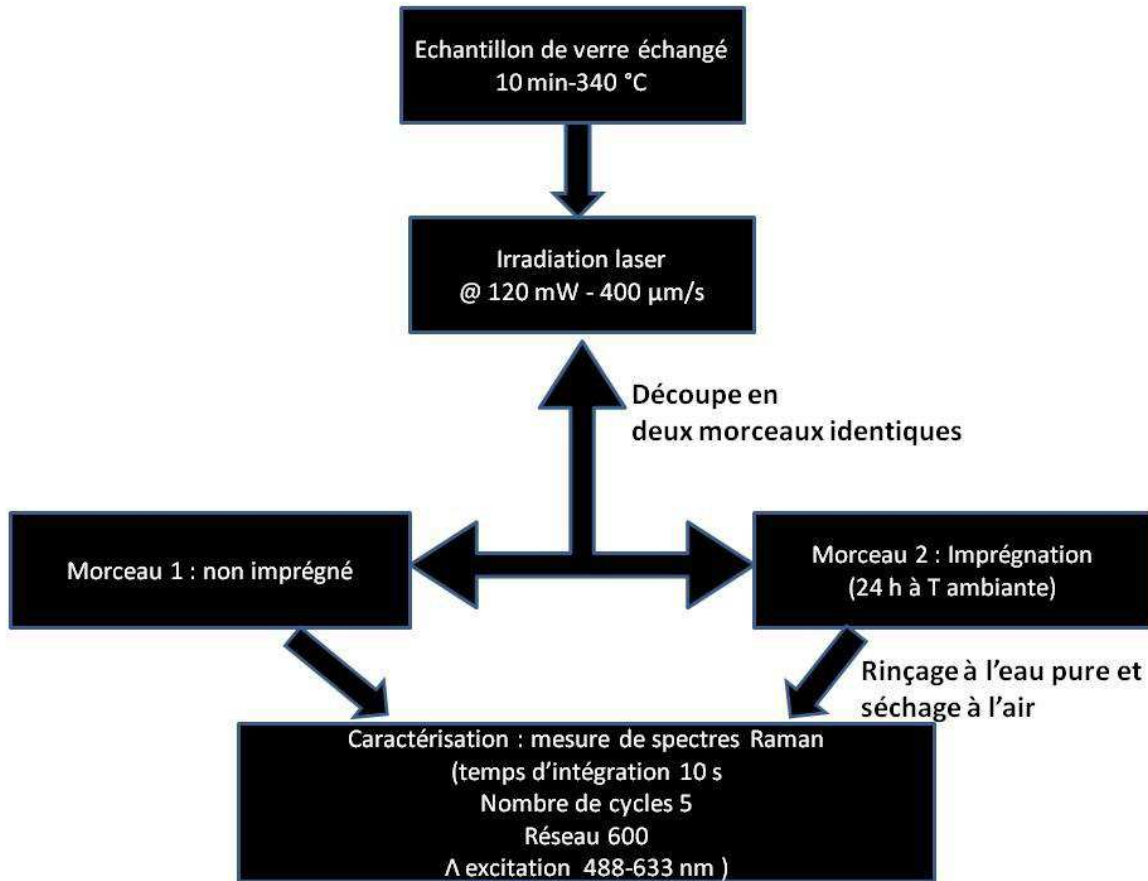 Echantillon de verre échangé
10 min-340 °C
Irradiation laser
@ 120 mW - 400 µm/s
Découpe en
deux morceaux identiques
Morceau 1 : non imprégné
Morceau 2 : Imprégnation
(24 h à T ambiante)
Rinçage à l'eau pure et
séchage à l'air
Caractérisation : mesure de spectres Raman
(temps d'intégration 10 s
Nombre de cycles 5
Réseau 600
Λ excitation 488-633 nm )